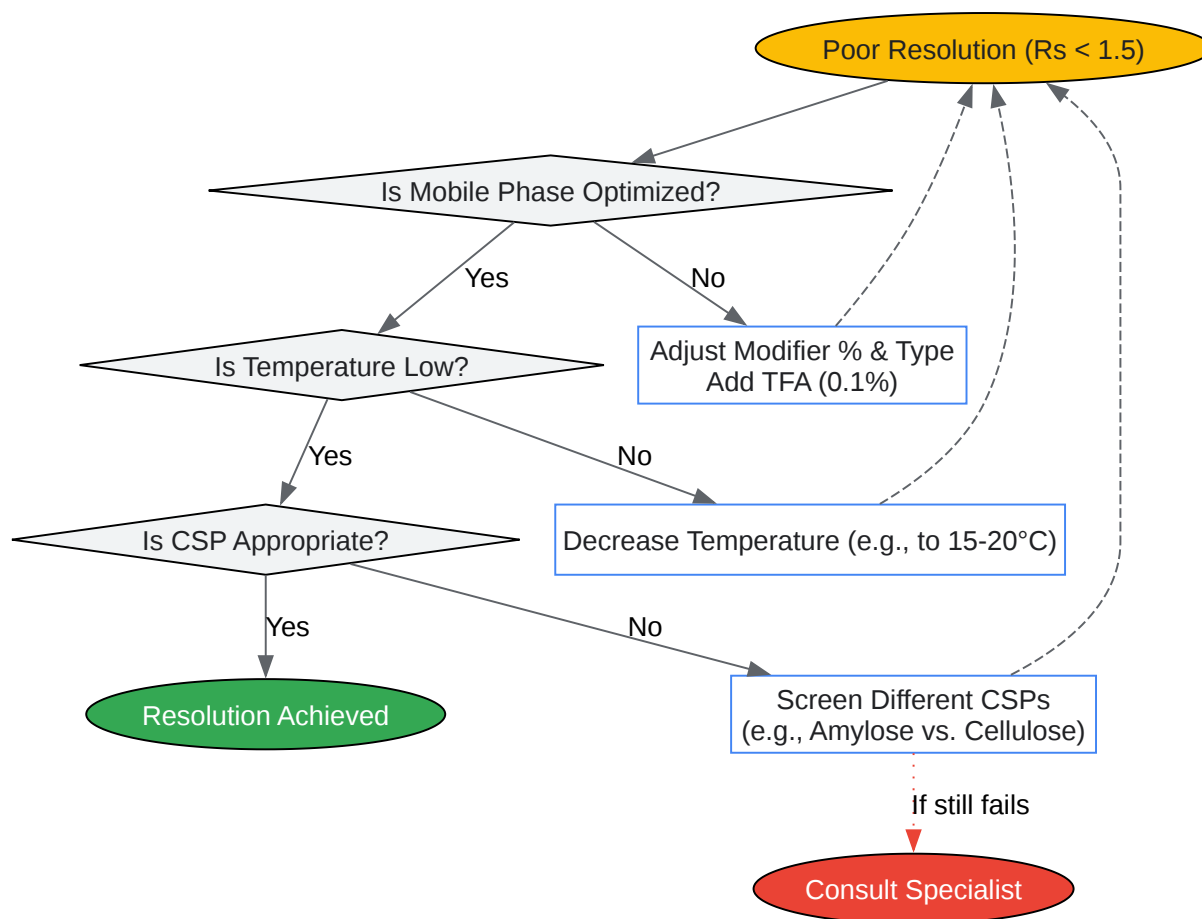 Poor Resolution (Rs < 1.5)
Is Mobile Phase Optimized?
Yes
No
Is Temperature Low?
Adjust Modifier % & Type
Add TFA (0.1%)
Yes
No
Is CSP Appropriate?
Decrease Temperature (e.g., to 15-20°C)
Yes
No
Resolution Achieved
Screen Different CSPs
(e.g., Amylose vs. Cellulose)
If still fails
Consult Specialist